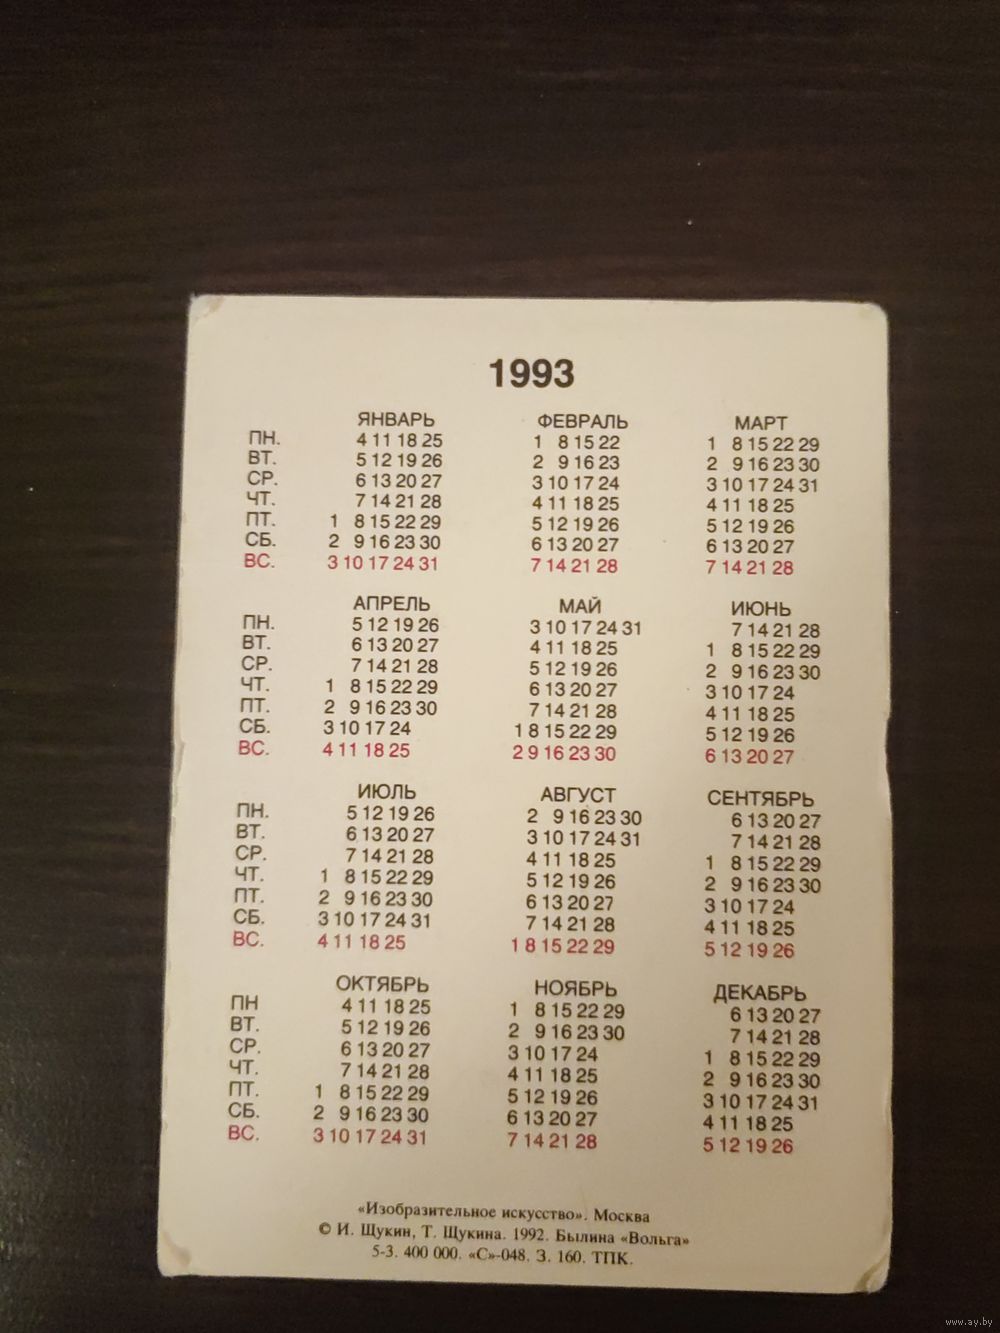 1993
ЯНВАРЬ ФЕВРАЛЬ МАРТ
ПН. 4 11 18 25 1 8 15 22 1 8 15 22 29
ВТ. 5 12 19 26 2 9 16 23 2 9 16 23 30
СР. 6 13 20 27 3 10 17 24 3 10 17 24 31
ЧТ. 7 14 21 28 4 11 18 25 4 11 18 25
ПТ. 1 8 15 22 29 5 12 19 26 5 12 19 26
СБ. 2 9 16 23 30 6 13 20 27 6 13 20 27
ВС. 3 10 17 24 31 7 14 21 28 7 14 21 28
АПРЕЛЬ МАЙ ИЮНЬ
ПН. 5 12 19 26 3 10 17 24 31 7 14 21 28
ВТ. 6 13 20 27 4 11 18 25 1 8 15 22 29
СР. 7 14 21 28 5 12 19 26 2 9 16 23 30
ЧТ. 1 8 15 22 29 6 13 20 27 3 10 17 24
ПТ. 2 9 16 23 30 7 14 21 28 4 11 18 25
СБ. 3 10 17 24 1 8 15 22 29 5 12 19 26
ВС. 4 11 18 25 2 9 16 23 30 6 13 20 27
ИЮЛЬ АВГУСТ СЕНТЯБРЬ
ПН. 5 12 19 26 2 9 16 23 30 6 13 20 27
ВТ. 6 13 20 27 3 10 17 24 31 7 14 21 28
СР. 7 14 21 28 4 11 18 25 1 8 15 22 29
ЧТ. 1 8 15 22 29 5 12 19 26 2 9 16 23 30
ПТ. 2 9 16 23 30 6 13 20 27 3 10 17 24
СБ. 3 10 17 24 31 7 14 21 28 4 11 18 25
ВС. 4 11 18 25 1 8 15 22 29 5 12 19 26
ОКТЯБРЬ НОЯБРЬ ДЕКАБРЬ
ПН 4 11 18 25 1 8 15 22 29 6 13 20 27
ВТ. 5 12 19 26 2 9 16 23 30 7 14 21 28
СР. 6 13 20 27 3 10 17 24 1 8 15 22 29
ЧТ. 7 14 21 28 4 11 18 25 2 9 16 23 30
ПТ. 1 8 15 22 29 5 12 19 26 3 10 17 24 31
СБ. 2 9 16 23 30 6 13 20 27 4 11 18 25
ВС. 3 10 17 24 31 7 14 21 28 5 12 19 26
«Изобразительное искусство». Москва
© И. Щукин, Т. Щукина. 1992. Былина «Вольга»
5-3. 400 000. «С»-048. З. 160. ТПК.
www.ay.by